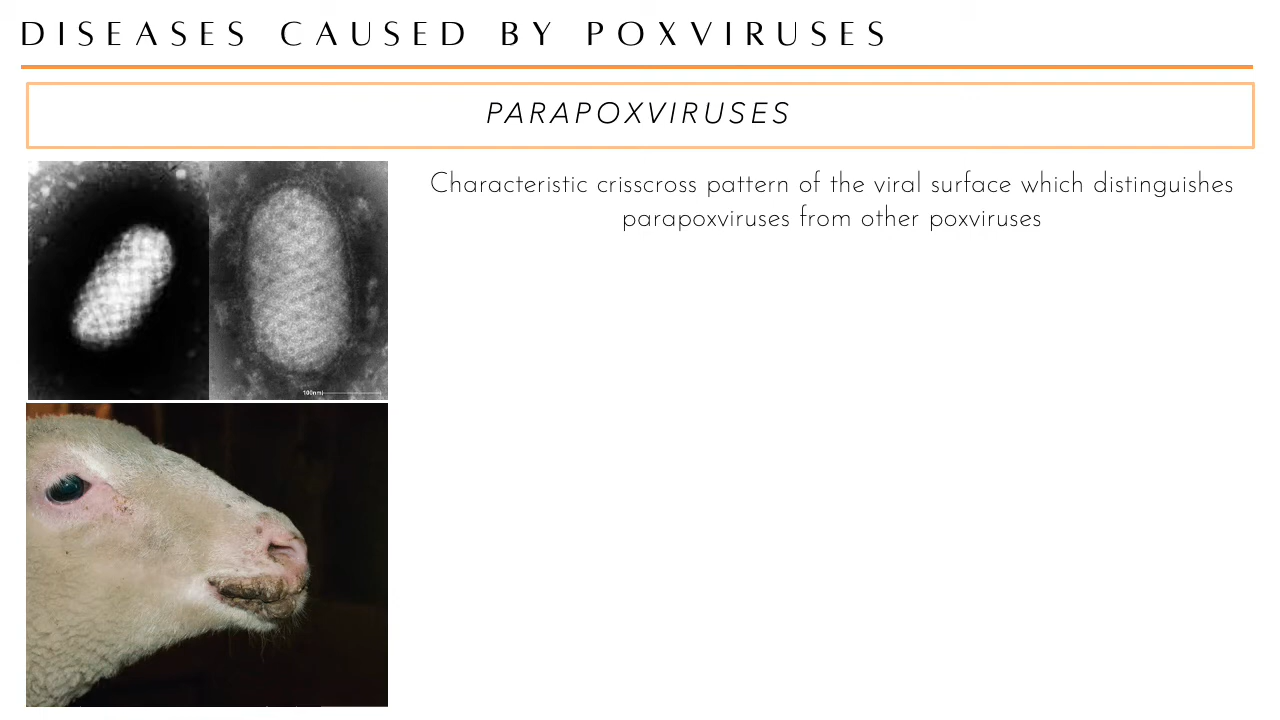 DISEASES CAUSED BY POXVIRUSES
PARAPOXVIRUSES
Characteristic crisscross pattern of the viral surface which distinguishes
parapoxviruses from other poxviruses
100nm